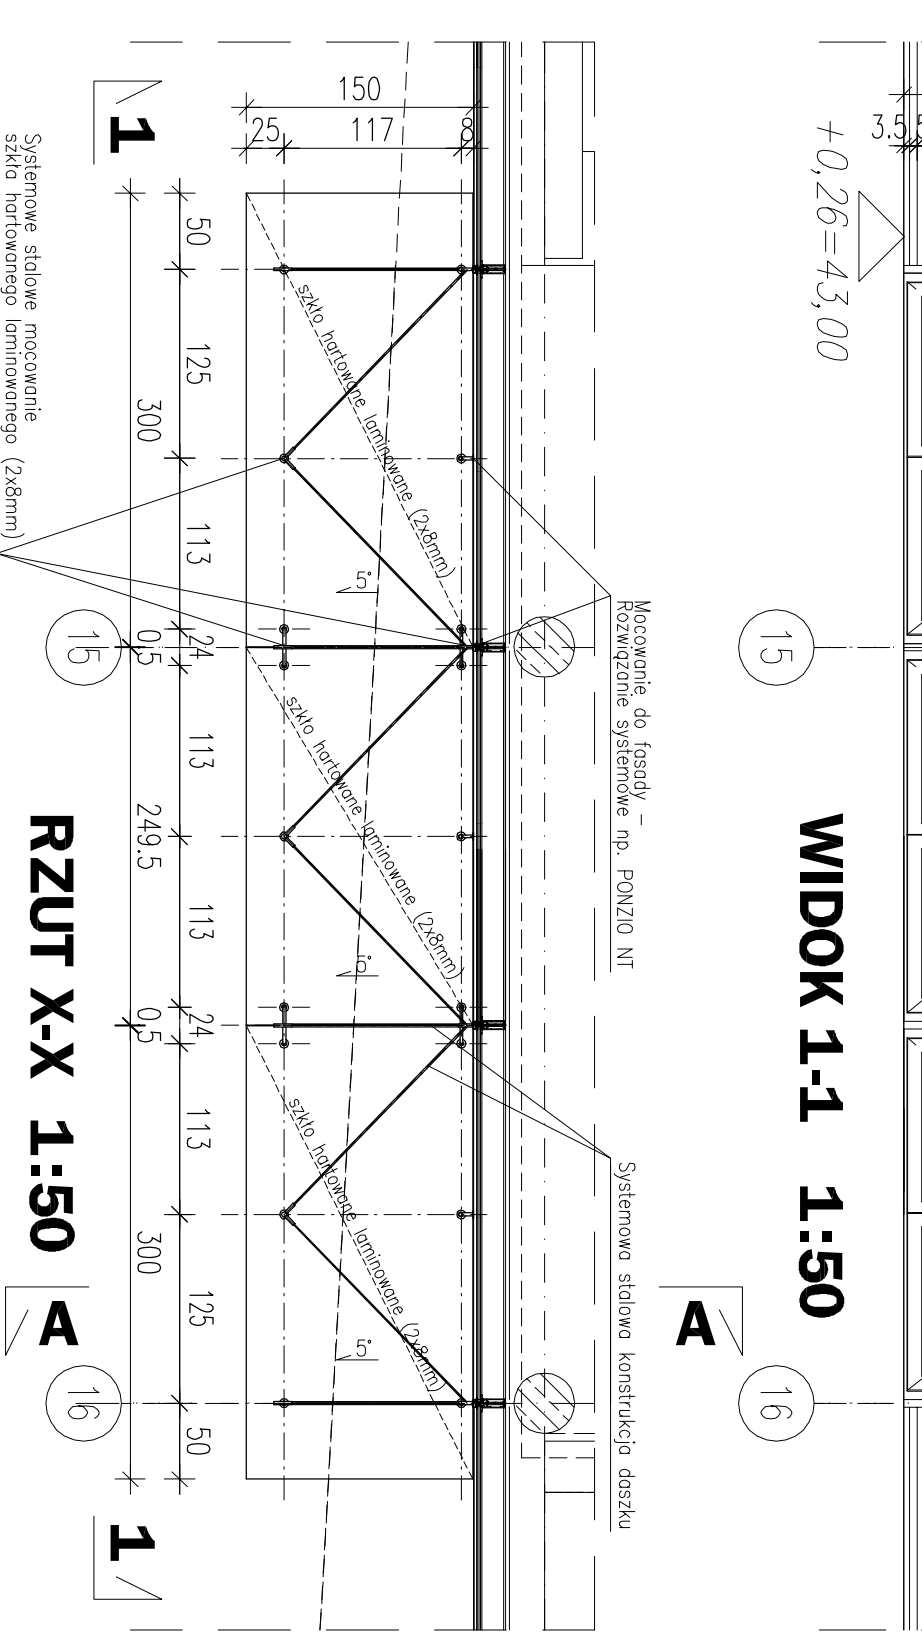 WIDOK 1-1 1:50
+0,26=43,00
3.5
15
16
A
Mocowanie do fasady –
Rozwiązanie systemowe np. PONZIO NT
Systemowa stalowa konstrukcja daszku
150
25
117
8
szkło hartowane laminowane (2x8mm)
5°
szkło hartowane laminowane (2x8mm)
5°
szkło hartowane laminowane (2x8mm)
5°
50
125
113
24
113
113
24
113
125
50
300
0.5
249.5
0.5
300
1
1
15
16
A
RZUT X-X 1:50
Systemowe stalowe mocowanie
szkła hartowanego laminowanego (2x8mm)